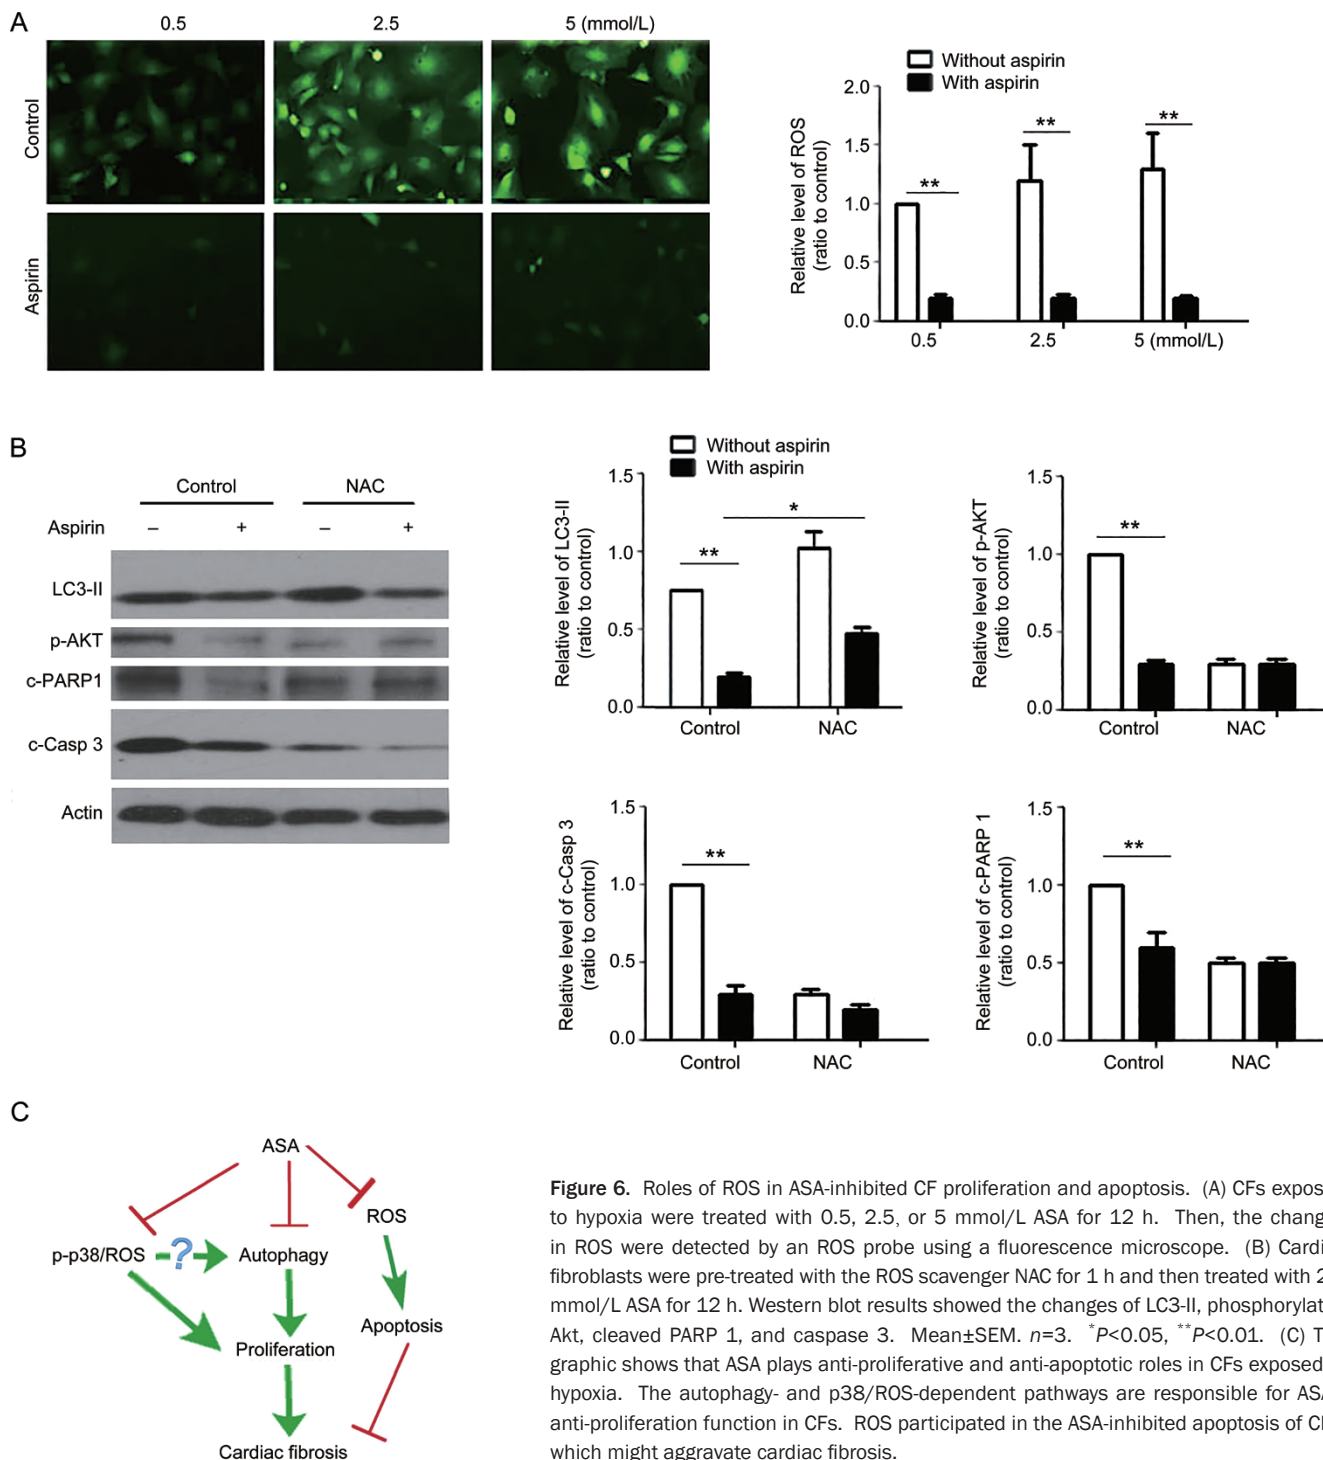 A
0.5 2.5 5 (mmol/L)
Control
Aspirin
Without aspirin
With aspirin
Relative level of ROS
(ratio to control)
2.0
1.5
1.0
0.5
0.0
** ** **
0.5 2.5 5 (mmol/L)
B
Control NAC
Aspirin – + – +
LC3-II
p-AKT
c-PARP1
c-Casp 3
Actin
Without aspirin
With aspirin
Relative level of LC3-II
(ratio to control)
1.5
1.0
0.5
0.0
** *
Control NAC
Relative level of p-AKT
(ratio to control)
1.5
1.0
0.5
0.0
**
Control NAC
Relative level of c-Casp 3
(ratio to control)
1.5
1.0
0.5
0.0
**
Control NAC
Relative level of c-PARP 1
(ratio to control)
1.5
1.0
0.5
0.0
**
Control NAC
C
ASA
ROS
p-p38/ROS ? Autophagy
Apoptosis
Proliferation
Cardiac fibrosis
Figure 6. Roles of ROS in ASA-inhibited CF proliferation and apoptosis. (A) CFs expos
to hypoxia were treated with 0.5, 2.5, or 5 mmol/L ASA for 12 h. Then, the chang
in ROS were detected by an ROS probe using a fluorescence microscope. (B) Cardi
fibroblasts were pre-treated with the ROS scavenger NAC for 1 h and then treated with 2
mmol/L ASA for 12 h. Western blot results showed the changes of LC3-II, phosphorylat
Akt, cleaved PARP 1, and caspase 3. Mean±SEM. n=3. *P<0.05, **P<0.01. (C) T
graphic shows that ASA plays anti-proliferative and anti-apoptotic roles in CFs exposed
hypoxia. The autophagy- and p38/ROS-dependent pathways are responsible for ASA
anti-proliferation function in CFs. ROS participated in the ASA-inhibited apoptosis of C
which might aggravate cardiac fibrosis.